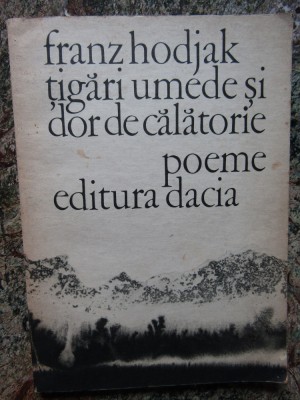 franz hodjak
țigări umede și
dor de călătorie
poeme
editura dacia